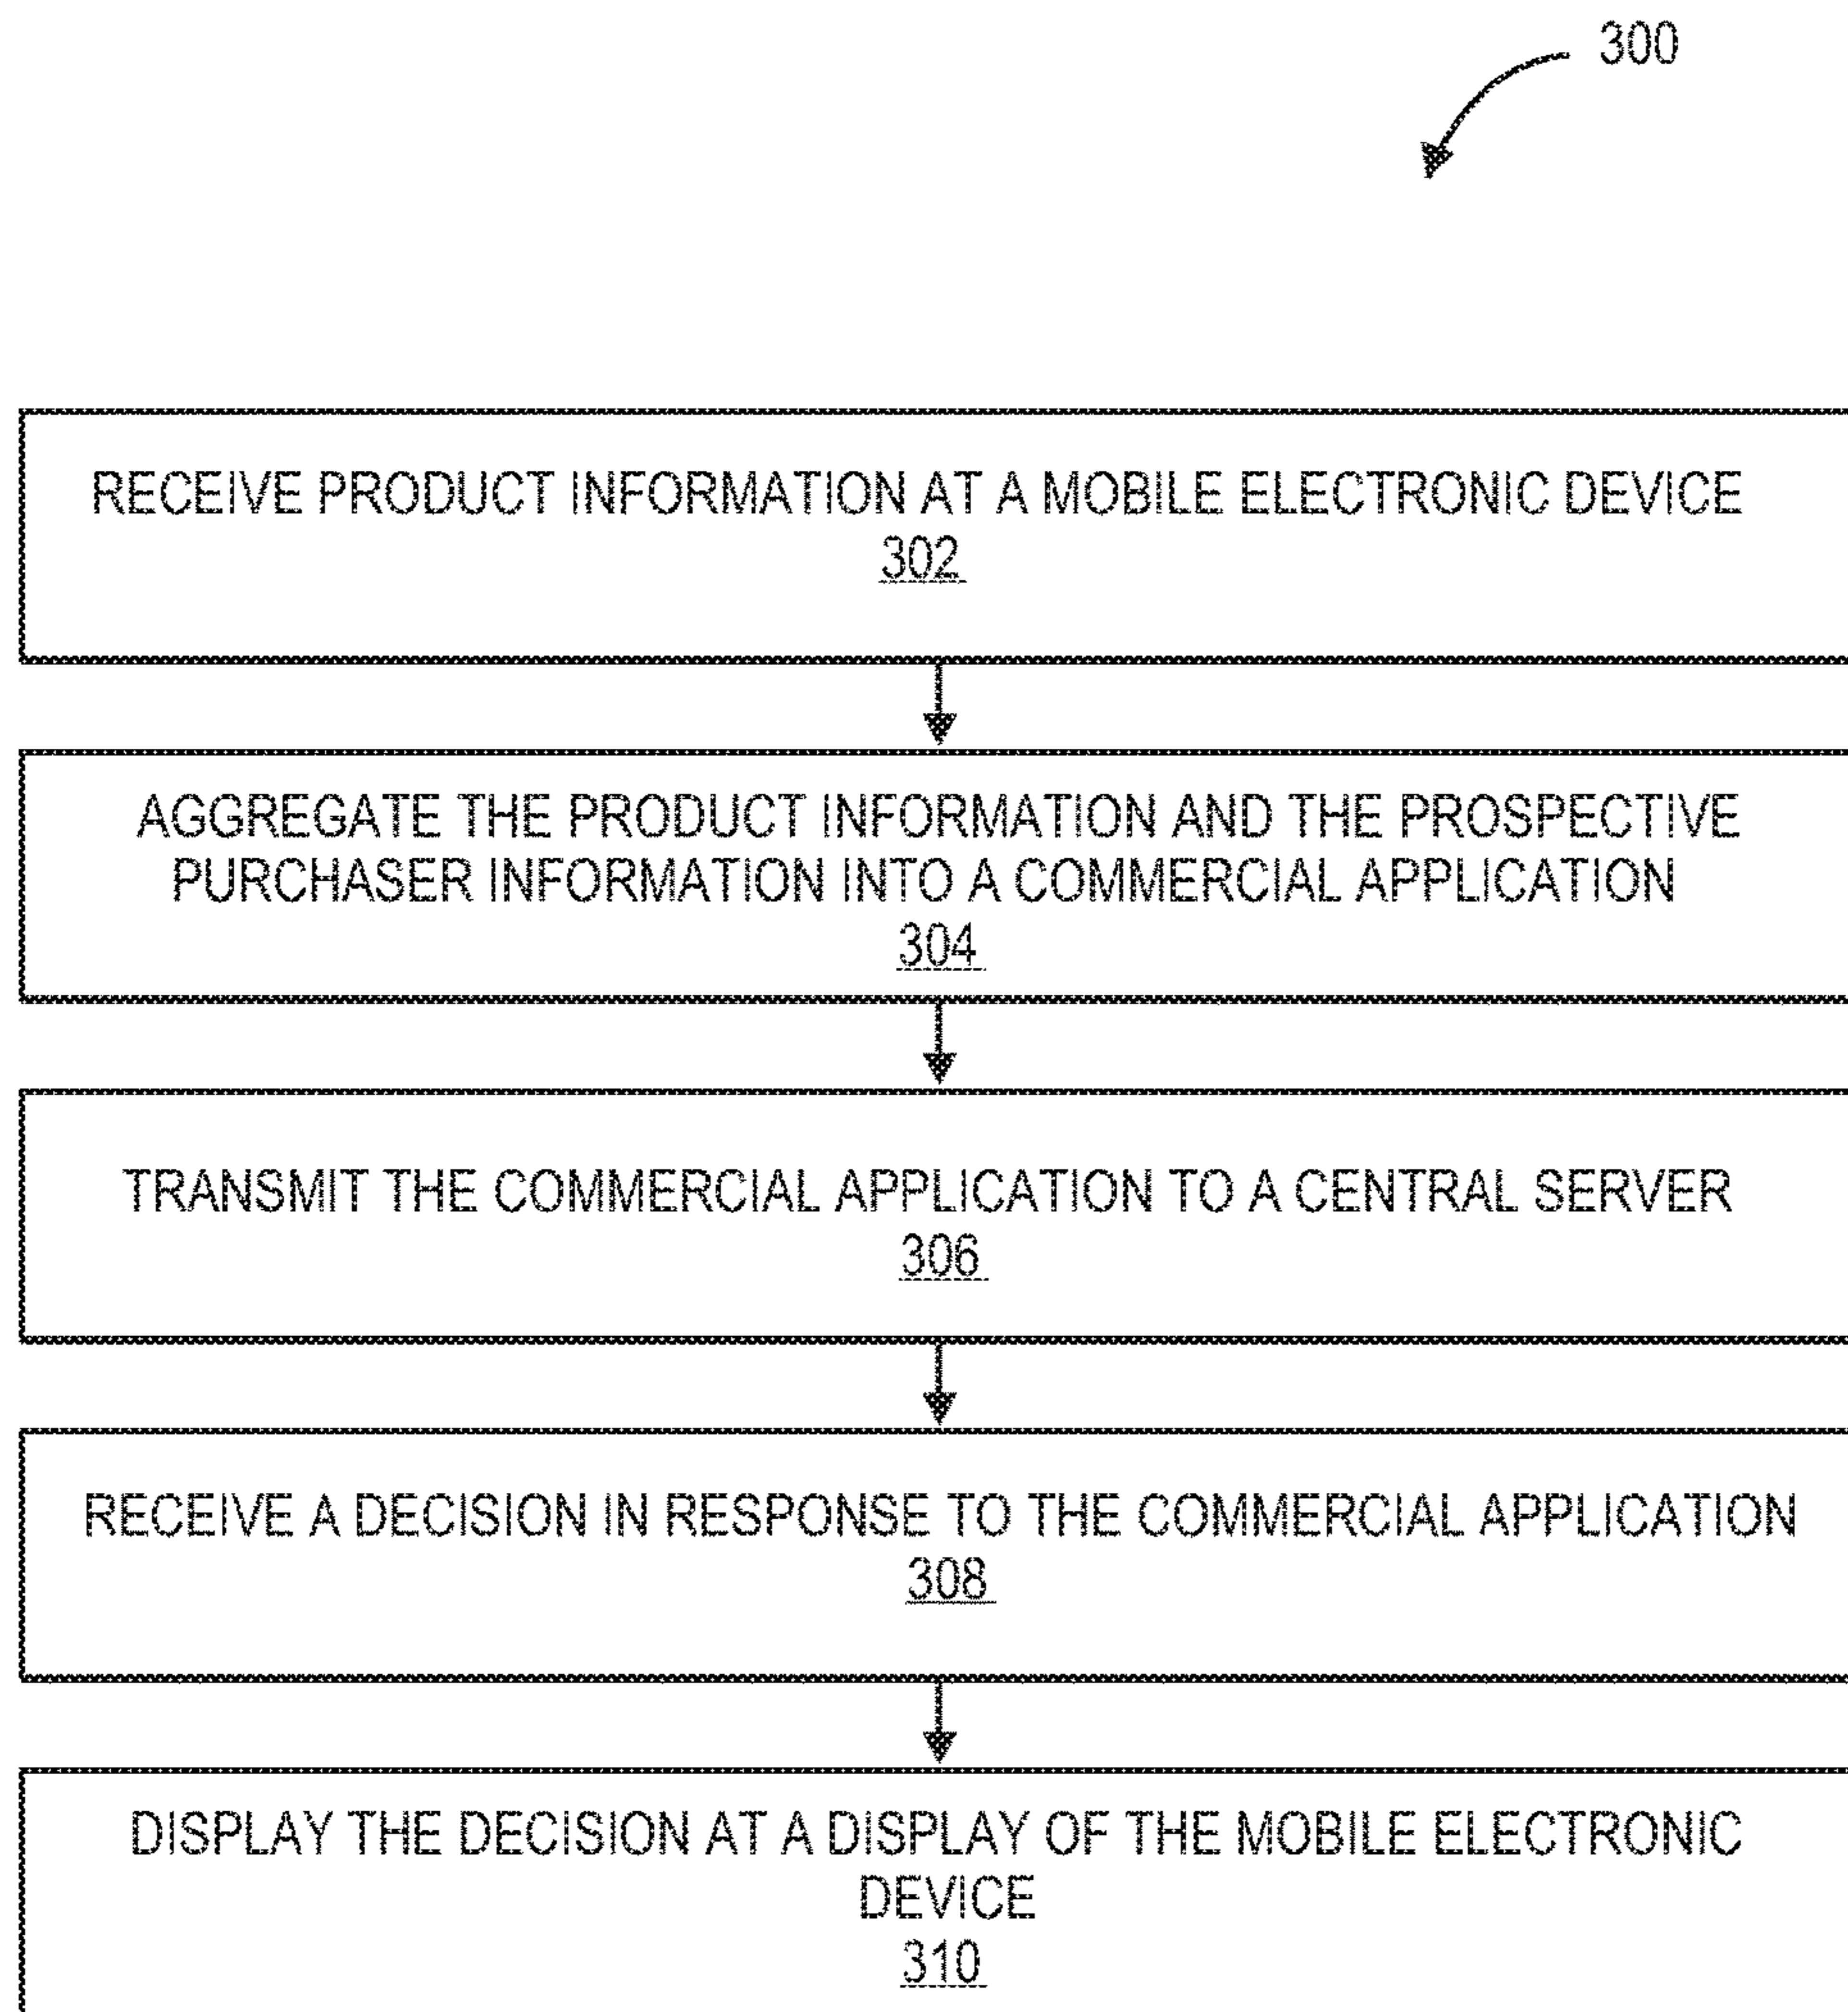 300
RECEIVE PRODUCT INFORMATION AT A MOBILE ELECTRONIC DEVICE
302
AGGREGATE THE PRODUCT INFORMATION AND THE PROSPECTIVE
PURCHASER INFORMATION INTO A COMMERCIAL APPLICATION
304
TRANSMIT THE COMMERCIAL APPLICATION TO A CENTRAL SERVER
306
RECEIVE A DECISION IN RESPONSE TO THE COMMERCIAL APPLICATION
308
DISPLAY THE DECISION AT A DISPLAY OF THE MOBILE ELECTRONIC
DEVICE
310